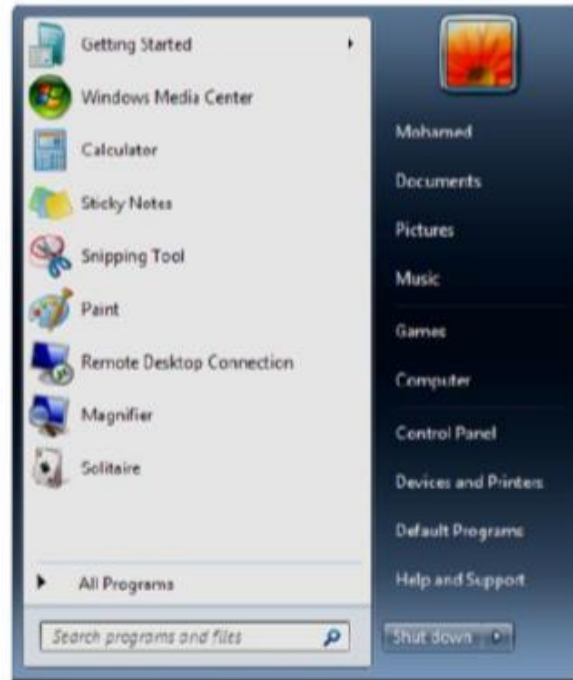 Getting Started
Windows Media Center
Calculator
Sticky Notes
Snipping Tool
Paint
Remote Desktop Connection
Magnifier
Solitaire
All Programs
Search programs and files
Mohamed
Documents
Pictures
Music
Games
Computer
Control Panel
Devices and Printers
Default Programs
Help and Support
Shut down